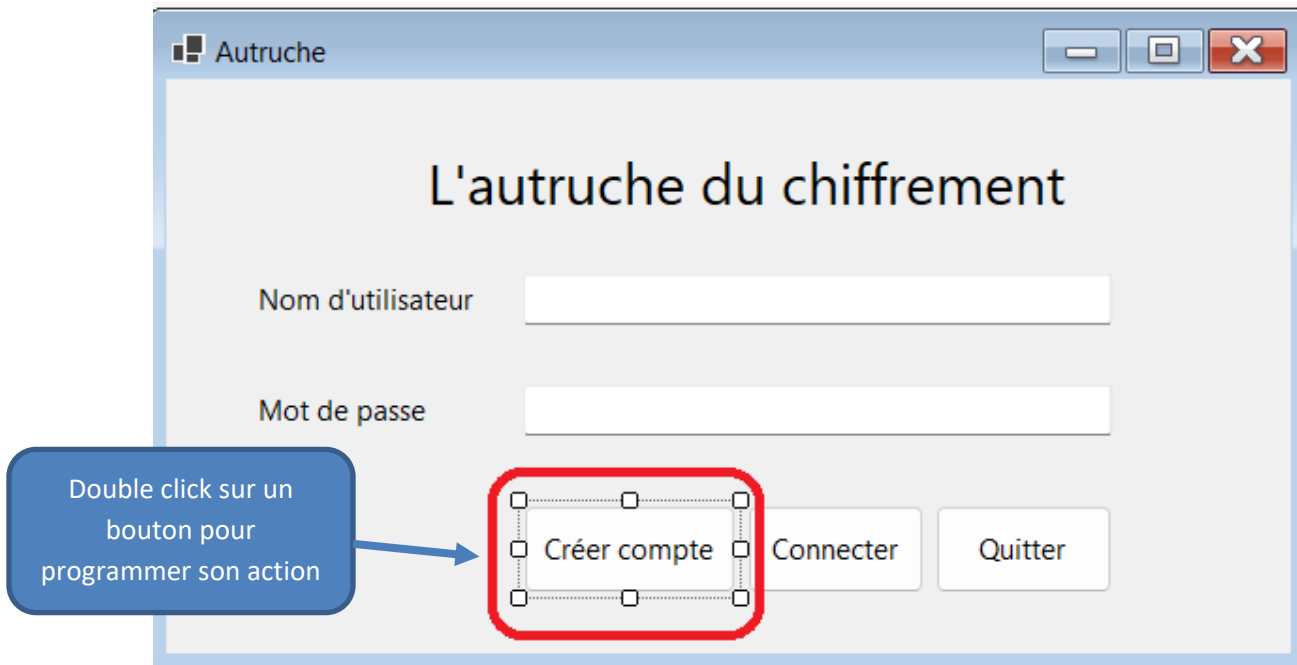 Autruche
L'autruche du chiffrement
Nom d'utilisateur
Mot de passe
Double click sur un
bouton pour
programmer son action
Créer compte
Connecter
Quitter